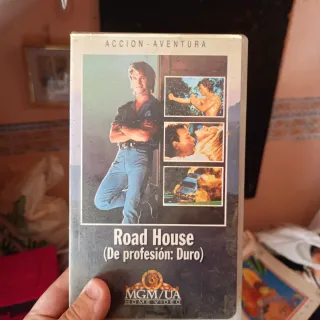 ACCION - AVENTURA
Road House
(De profesión: Duro)
MGM/UA
HOME VIDEO